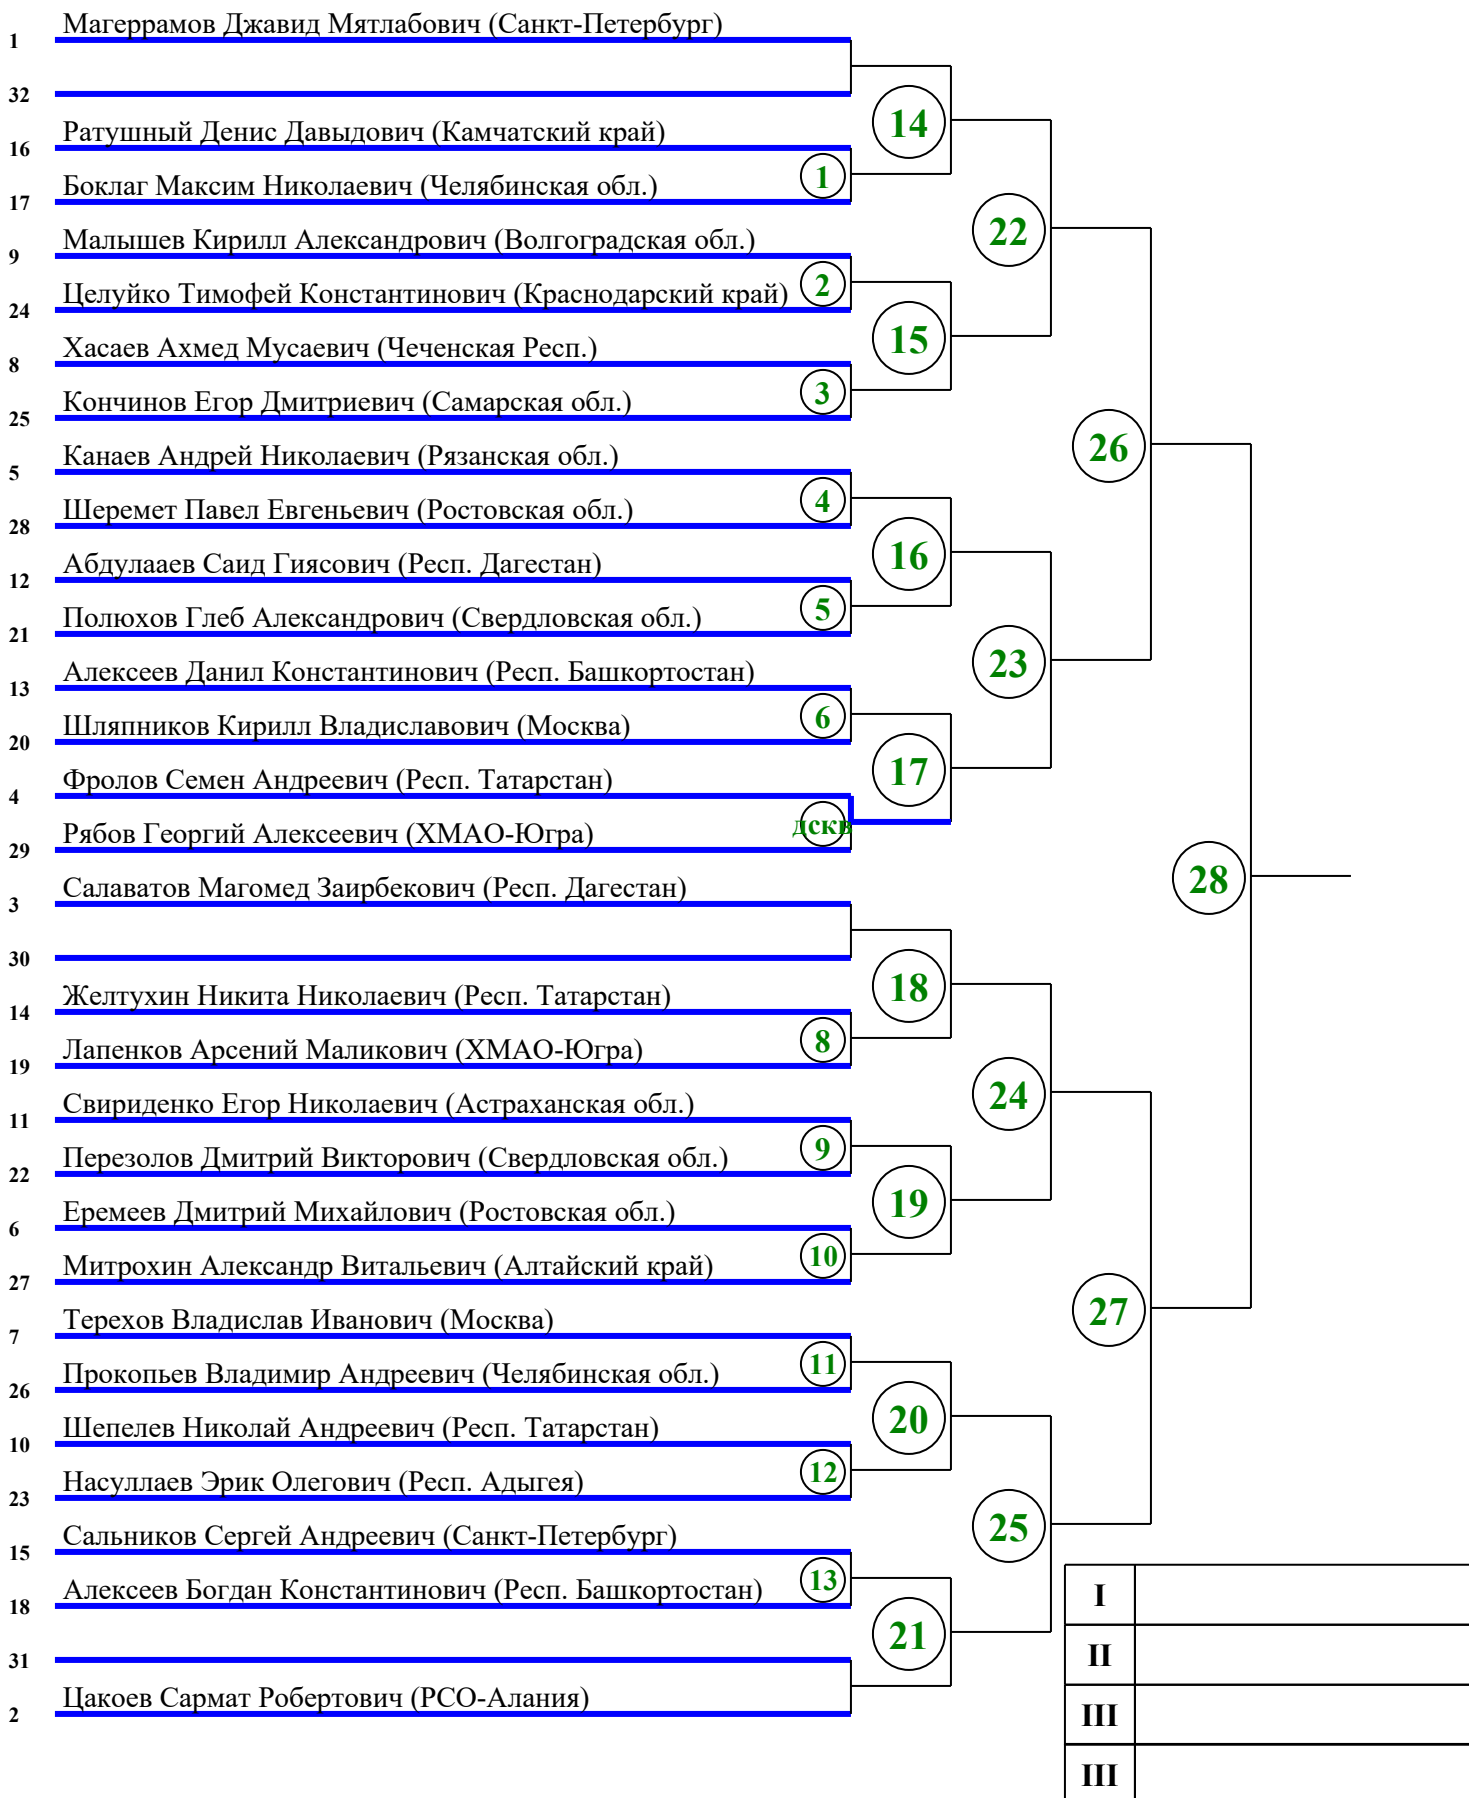 1 Магеррамов Джавид Мятлабович (Санкт-Петербург)
32
14
16 Ратушный Денис Давыдович (Камчатский край)
1
17 Боклаг Максим Николаевич (Челябинская обл.)
22
9 Малышев Кирилл Александрович (Волгоградская обл.)
2
24 Целуйко Тимофей Константинович (Краснодарский край)
15
8 Хасаев Ахмед Мусаевич (Чеченская Респ.)
3
25 Кончинов Егор Дмитриевич (Самарская обл.)
26
5 Канаев Андрей Николаевич (Рязанская обл.)
4
28 Шеремет Павел Евгеньевич (Ростовская обл.)
16
12 Абдулааев Саид Гиясович (Респ. Дагестан)
5
21 Полюхов Глеб Александрович (Свердловская обл.)
23
13 Алексеев Данил Константинович (Респ. Башкортостан)
6
20 Шляпников Кирилл Владиславович (Москва)
17
4 Фролов Семен Андреевич (Респ. Татарстан)
дскв
29 Рябов Георгий Алексеевич (ХМАО-Югра)
28
3 Салаватов Магомед Заирбекович (Респ. Дагестан)
30
18
14 Желтухин Никита Николаевич (Респ. Татарстан)
8
19 Лапенков Арсений Маликович (ХМАО-Югра)
24
11 Свириденко Егор Николаевич (Астраханская обл.)
9
22 Перезолов Дмитрий Викторович (Свердловская обл.)
19
6 Еремеев Дмитрий Михайлович (Ростовская обл.)
10
27 Митрохин Александр Витальевич (Алтайский край)
27
7 Терехов Владислав Иванович (Москва)
11
26 Прокопьев Владимир Андреевич (Челябинская обл.)
20
10 Шепелев Николай Андреевич (Респ. Татарстан)
12
23 Насуллаев Эрик Олегович (Респ. Адыгея)
25
15 Сальников Сергей Андреевич (Санкт-Петербург)
13
18 Алексеев Богдан Константинович (Респ. Башкортостан)
21
31
2 Цакоев Сармат Робертович (РСО-Алания)
I
II
III
III